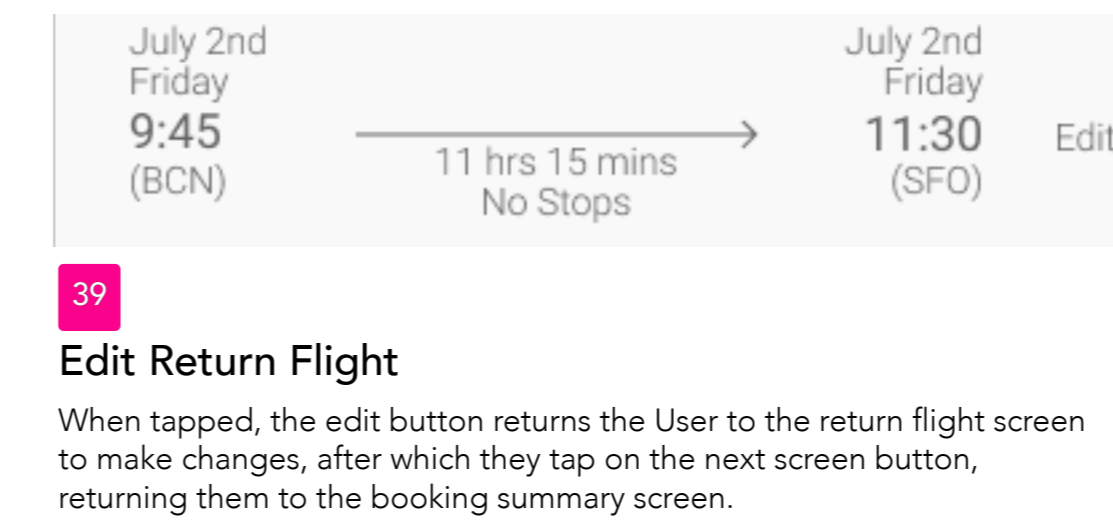 July 2nd
Friday
9:45
(BCN)
11 hrs 15 mins
No Stops
July 2nd
Friday
11:30
(SFO)
Edit
39
Edit Return Flight
When tapped, the edit button returns the User to the return flight screen
to make changes, after which they tap on the next screen button,
returning them to the booking summary screen.